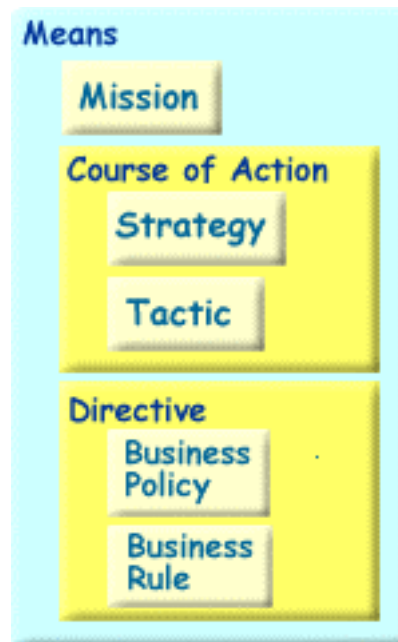 Means
Mission
Course of Action
Strategy
Tactic
Directive
Business
Policy
Business
Rule